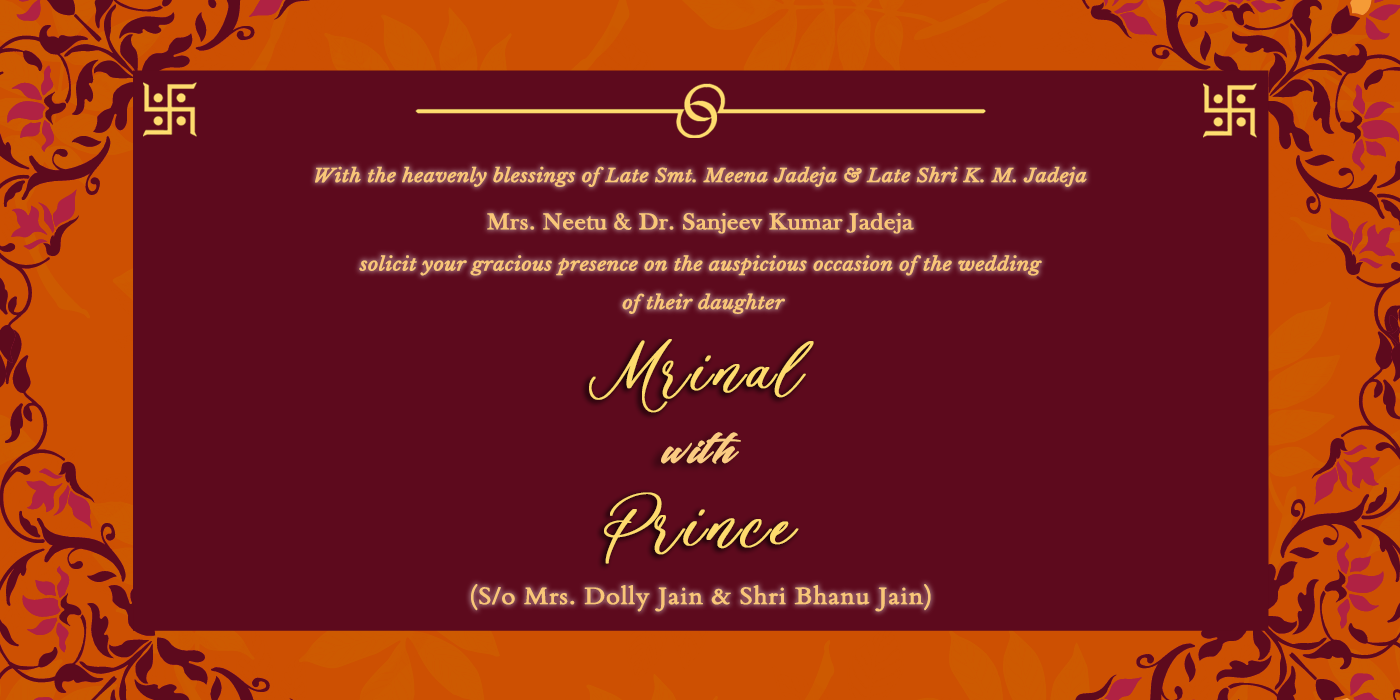 With the heavenly blessings of Late Smt. Meena Jadeja & Late Shri K. M. Jadeja
Mrs. Neetu & Dr. Sanjeev Kumar Jadeja
solicit your gracious presence on the auspicious occasion of the wedding
of their daughter
Mrinal
with
Prince
(S/o Mrs. Dolly Jain & Shri Bhanu Jain)